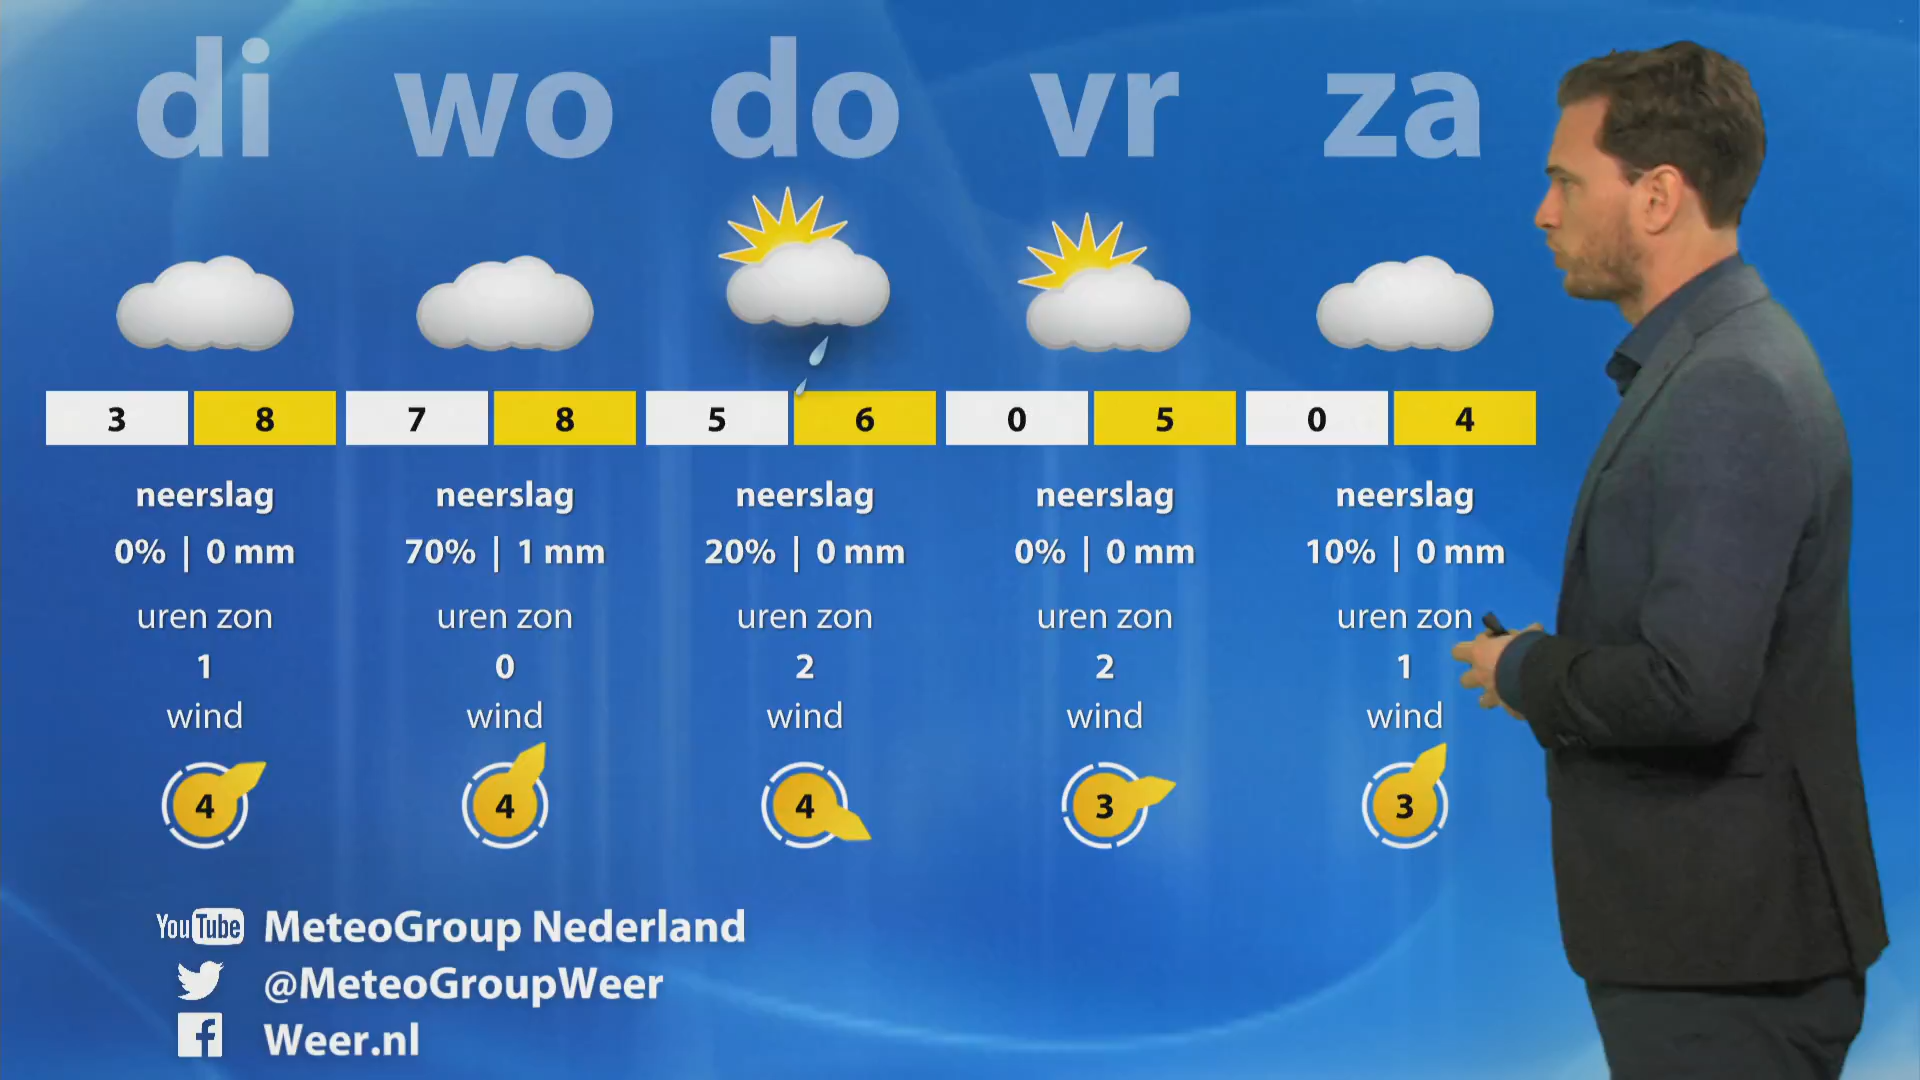 di wo do vr za
3 8 7 8 5 6 0 5 0 4
neerslag neerslag neerslag neerslag neerslag
0% | 0 mm 70% | 1 mm 20% | 0 mm 0% | 0 mm 10% | 0 mm
uren zon uren zon uren zon uren zon uren zon
1 0 2 2 1
wind wind wind wind wind
4 4 4 3 3
YouTube MeteoGroup Nederland
@MeteoGroupWeer
f Weer.nl